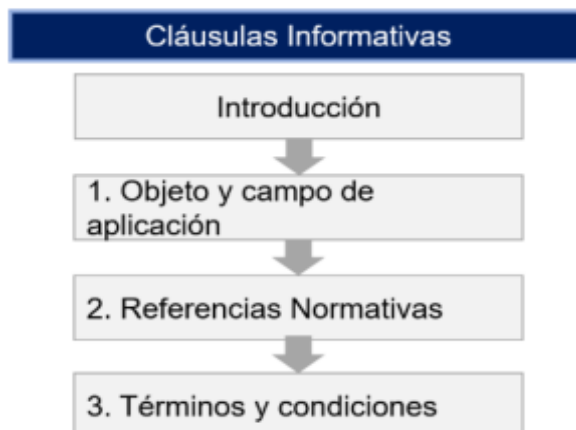 Cláusulas Informativas
Introducción
1. Objeto y campo de
aplicación
2. Referencias Normativas
3. Términos y condiciones